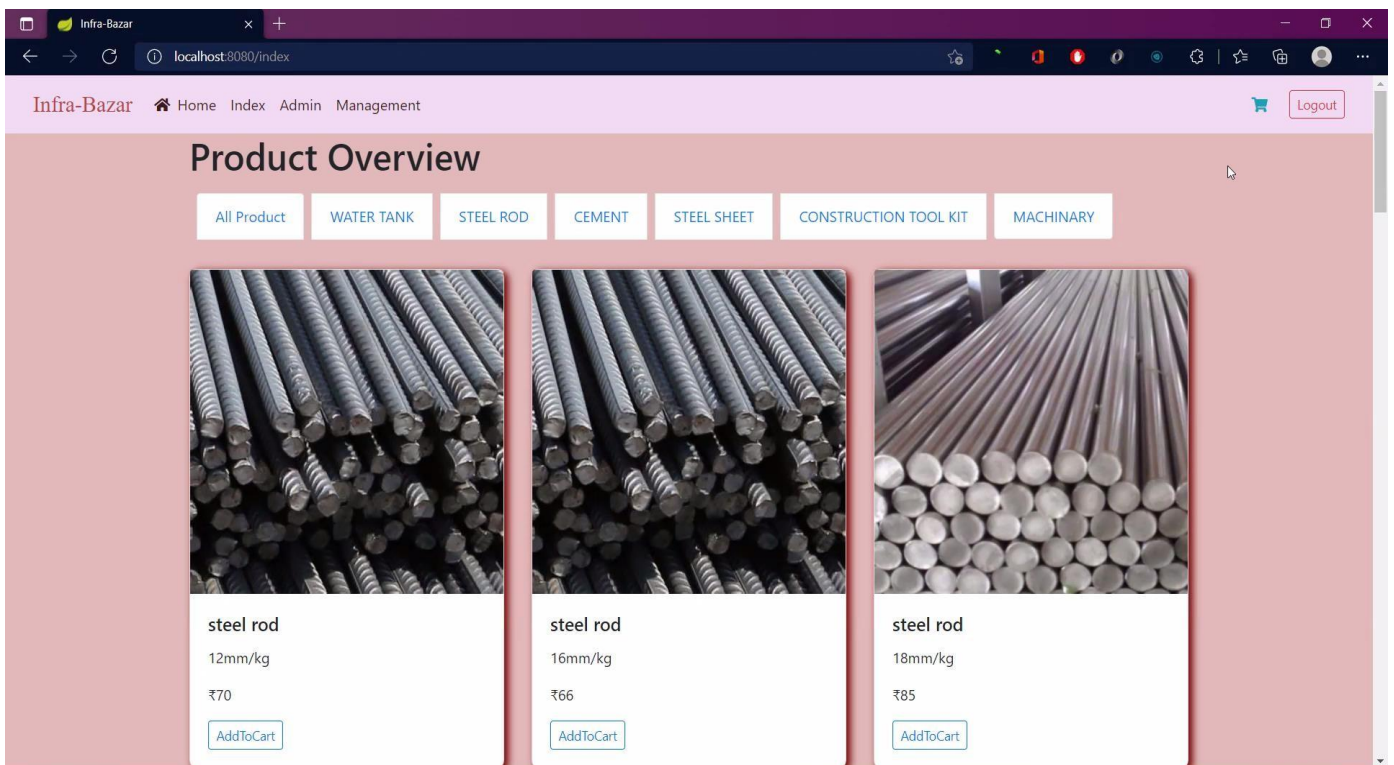 Infra-Bazar
localhost:8080/index
Infra-Bazar Home Index Admin Management Logout
Product Overview
All Product WATER TANK STEEL ROD CEMENT STEEL SHEET CONSTRUCTION TOOL KIT MACHINARY
steel rod steel rod steel rod
12mm/kg 16mm/kg 18mm/kg
₹70 ₹66 ₹85
AddToCart AddToCart AddToCart